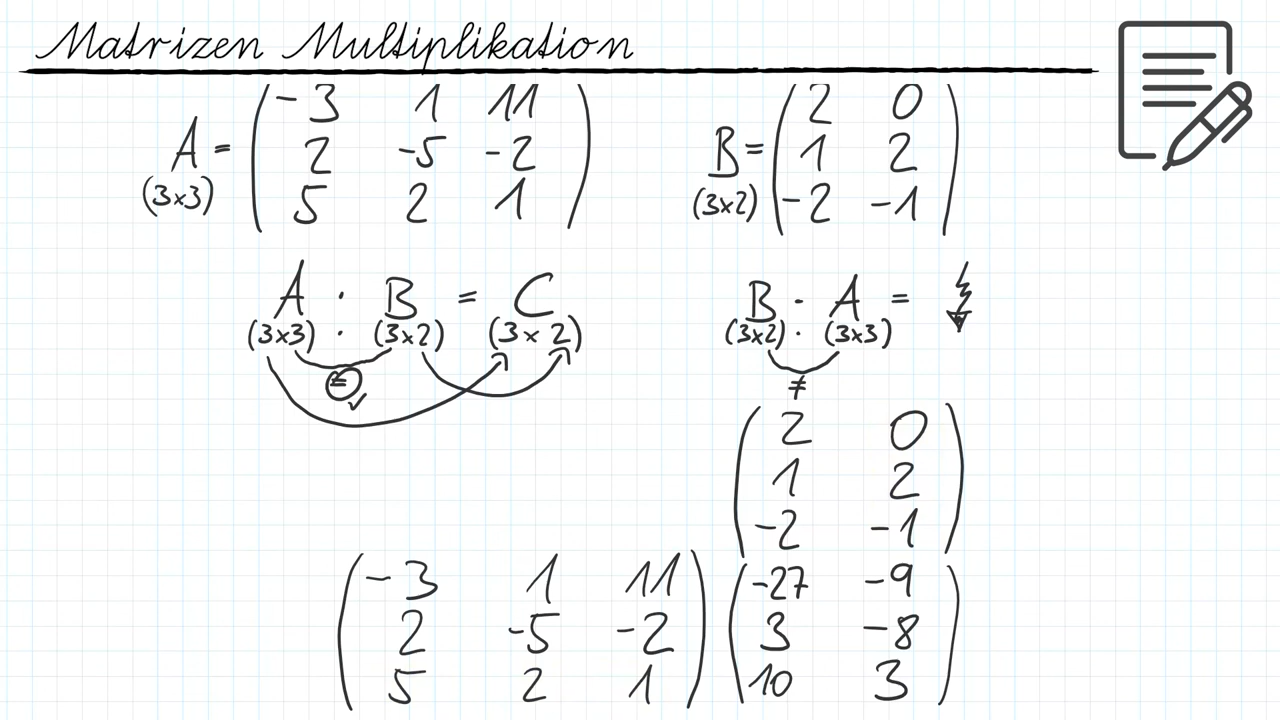 Matrizen Multiplikation
A = ( -3 1 11 )
(3x3) ( 2 -5 -2 )
( 5 2 1 )
B = ( 2 0 )
(3x2) ( 1 2 )
( -2 -1 )
A · B = C
(3x3) · (3x2) (3 x 2)
= ✓
B · A = ↯
(3x2) · (3x3)
≠
( 2 0 )
( 1 2 )
( -2 -1 )
( -3 1 11 ) ( -27 -9 )
( 2 -5 -2 ) ( 3 -8 )
( 5 2 1 ) ( 10 3 )